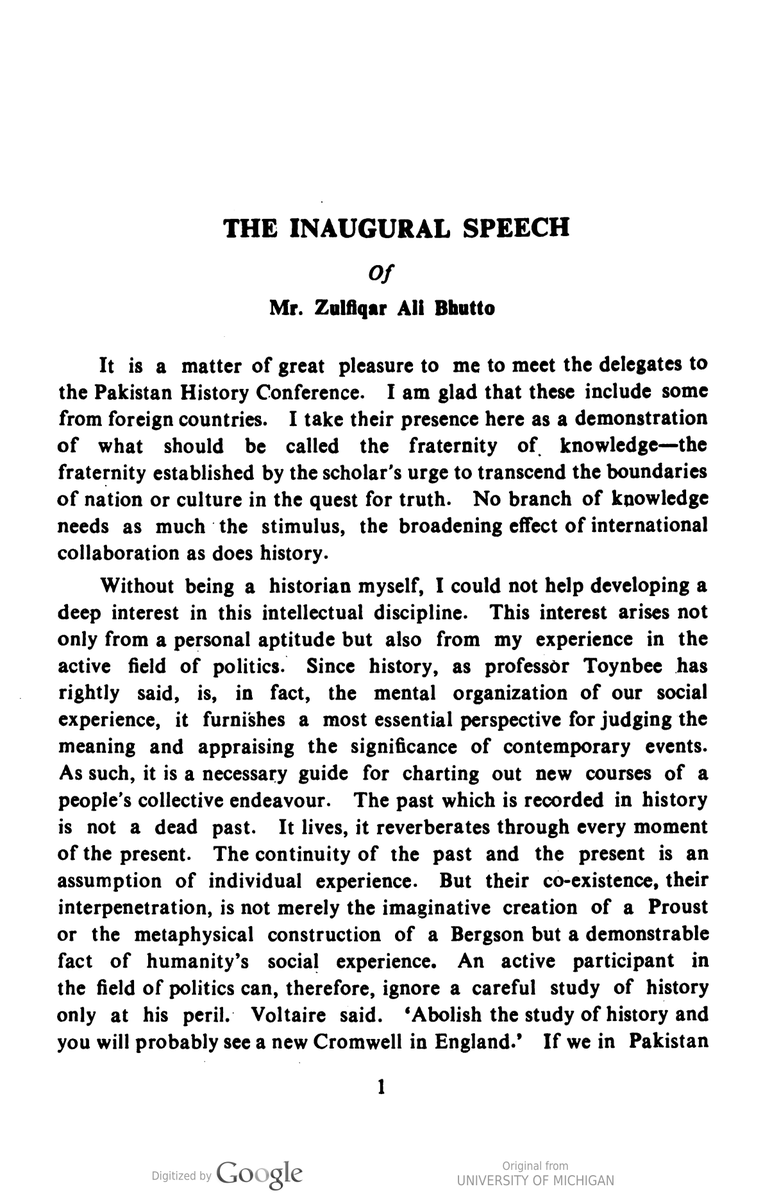 THE INAUGURAL SPEECH
Of
Mr. Zulfiqar Ali Bhutto
It is a matter of great pleasure to me to meet the delegates to
the Pakistan History Conference. I am glad that these include some
from foreign countries. I take their presence here as a demonstration
of what should be called the fraternity of knowledge—the
fraternity established by the scholar's urge to transcend the boundaries
of nation or culture in the quest for truth. No branch of knowledge
needs as much the stimulus, the broadening effect of international
collaboration as does history.
Without being a historian myself, I could not help developing a
deep interest in this intellectual discipline. This interest arises not
only from a personal aptitude but also from my experience in the
active field of politics. Since history, as professor Toynbee has
rightly said, is, in fact, the mental organization of our social
experience, it furnishes a most essential perspective for judging the
meaning and appraising the significance of contemporary events.
As such, it is a necessary guide for charting out new courses of a
people's collective endeavour. The past which is recorded in history
is not a dead past. It lives, it reverberates through every moment
of the present. The continuity of the past and the present is an
assumption of individual experience. But their co-existence, their
interpenetration, is not merely the imaginative creation of a Proust
or the metaphysical construction of a Bergson but a demonstrable
fact of humanity's social experience. An active participant in
the field of politics can, therefore, ignore a careful study of history
only at his peril. Voltaire said. 'Abolish the study of history and
you will probably see a new Cromwell in England.' If we in Pakistan
1
Digitized by Google
Original from
UNIVERSITY OF MICHIGAN